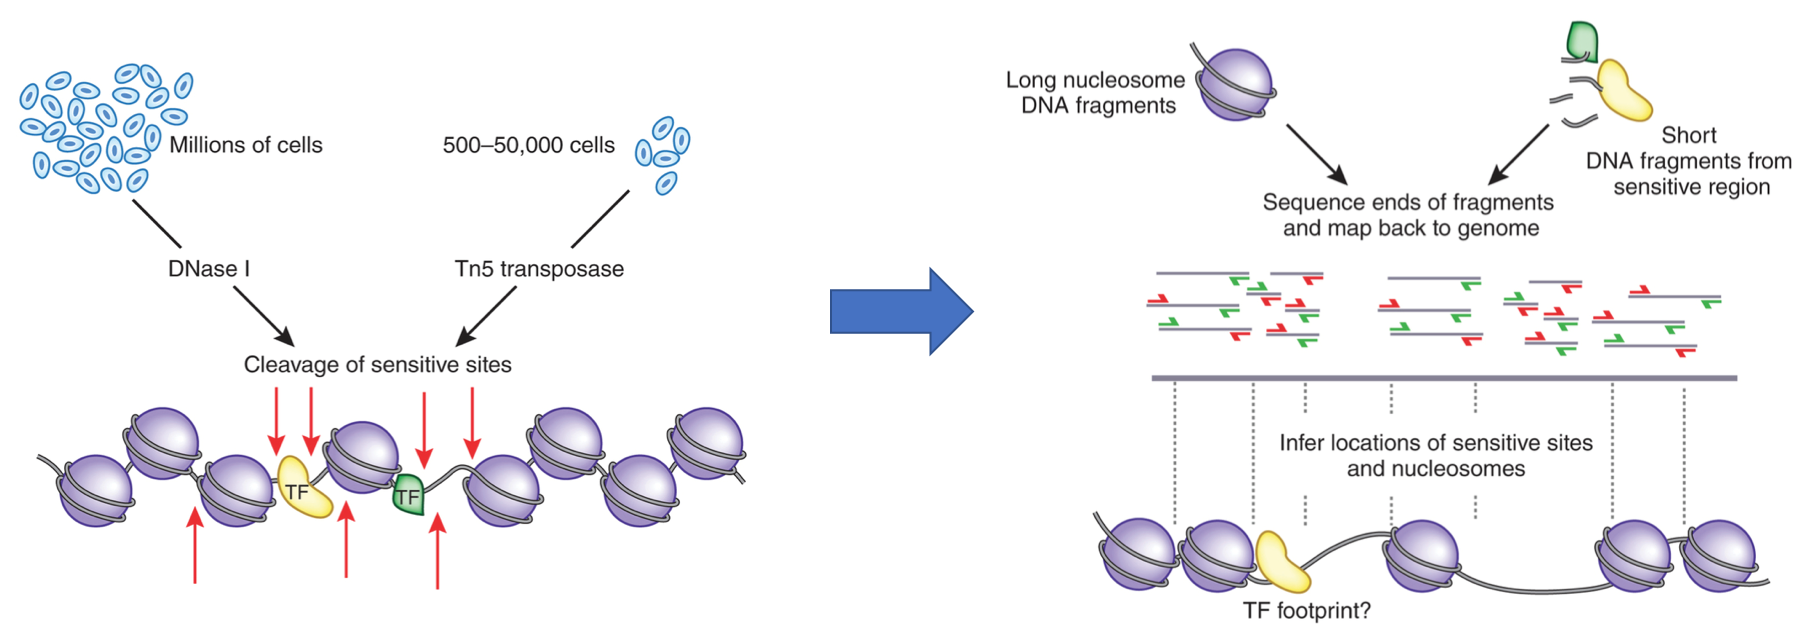 Millions of cells
500–50,000 cells
DNase I
Tn5 transposase
Cleavage of sensitive sites
TF
TF
Long nucleosome
DNA fragments
Short
DNA fragments from
sensitive region
Sequence ends of fragments
and map back to genome
Infer locations of sensitive sites
and nucleosomes
TF footprint?